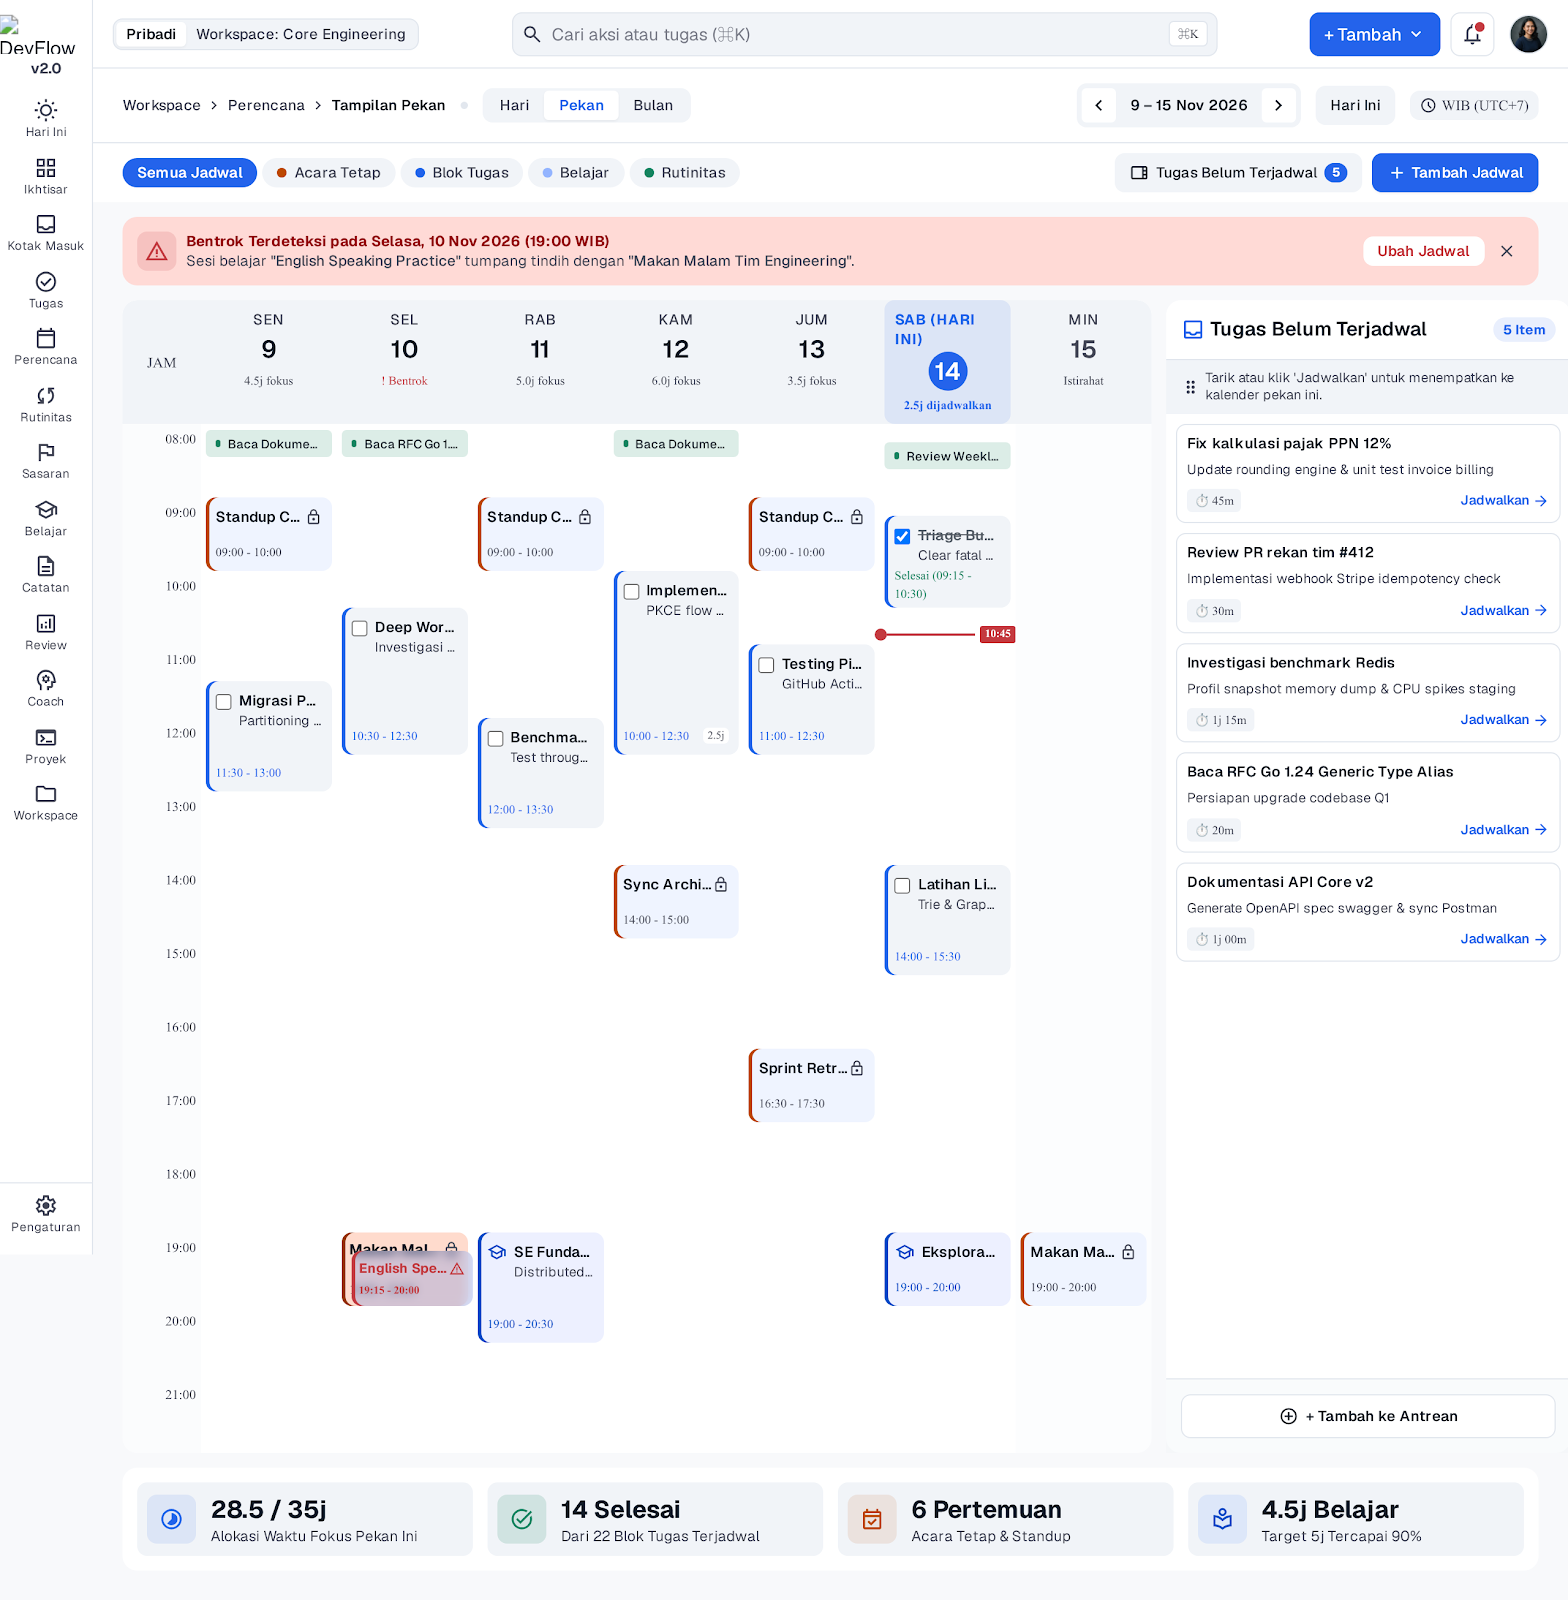 DevFlow
v2.0
Hari Ini
Ikhtisar
Kotak Masuk
Tugas
Perencana
Rutinitas
Sasaran
Belajar
Catatan
Review
Coach
Proyek
Workspace
Pengaturan
Pribadi
Workspace: Core Engineering
Cari aksi atau tugas (⌘K)
⌘K
+ Tambah
Workspace > Perencana > Tampilan Pekan
Hari
Pekan
Bulan
9 – 15 Nov 2026
Hari Ini
WIB (UTC+7)
Semua Jadwal
Acara Tetap
Blok Tugas
Belajar
Rutinitas
Tugas Belum Terjadwal 5
+ Tambah Jadwal
Bentrok Terdeteksi pada Selasa, 10 Nov 2026 (19:00 WIB)
Sesi belajar "English Speaking Practice" tumpang tindih dengan "Makan Malam Tim Engineering".
Ubah Jadwal
JAM
SEN
9
4.5j fokus
SEL
10
! Bentrok
RAB
11
5.0j fokus
KAM
12
6.0j fokus
JUM
13
3.5j fokus
SAB (HARI
INI)
14
2.5j dijadwalkan
MIN
15
Istirahat
08:00
09:00
10:00
11:00
12:00
13:00
14:00
15:00
16:00
17:00
18:00
19:00
20:00
21:00
Baca Dokume...
Standup C...
09:00 - 10:00
Migrasi P...
Partitioning ...
11:30 - 13:00
Baca RFC Go 1....
Deep Wor...
Investigasi ...
10:30 - 12:30
Makan Mal...
English Spe...
19:15 - 20:00
Standup C...
09:00 - 10:00
Benchma...
Test throug...
12:00 - 13:30
SE Funda...
Distributed...
19:00 - 20:30
Baca Dokume...
Implemen...
PKCE flow ...
10:00 - 12:30
2.5j
Sync Archi...
14:00 - 15:00
Standup C...
09:00 - 10:00
Testing Pi...
GitHub Acti...
11:00 - 12:30
Sprint Retr...
16:30 - 17:30
Review Weekl...
Triage Bu...
Clear fatal ...
Selesai (09:15 -
10:30)
10:45
Latihan Li...
Trie & Grap...
14:00 - 15:30
Eksplora...
19:00 - 20:00
Makan Ma...
19:00 - 20:00
Tugas Belum Terjadwal
5 Item
Tarik atau klik 'Jadwalkan' untuk menempatkan ke
kalender pekan ini.
Fix kalkulasi pajak PPN 12%
Update rounding engine & unit test invoice billing
⏱ 45m
Jadwalkan →
Review PR rekan tim #412
Implementasi webhook Stripe idempotency check
⏱ 30m
Jadwalkan →
Investigasi benchmark Redis
Profil snapshot memory dump & CPU spikes staging
⏱ 1j 15m
Jadwalkan →
Baca RFC Go 1.24 Generic Type Alias
Persiapan upgrade codebase Q1
⏱ 20m
Jadwalkan →
Dokumentasi API Core v2
Generate OpenAPI spec swagger & sync Postman
⏱ 1j 00m
Jadwalkan →
+ Tambah ke Antrean
28.5 / 35j
Alokasi Waktu Fokus Pekan Ini
14 Selesai
Dari 22 Blok Tugas Terjadwal
6 Pertemuan
Acara Tetap & Standup
4.5j Belajar
Target 5j Tercapai 90%